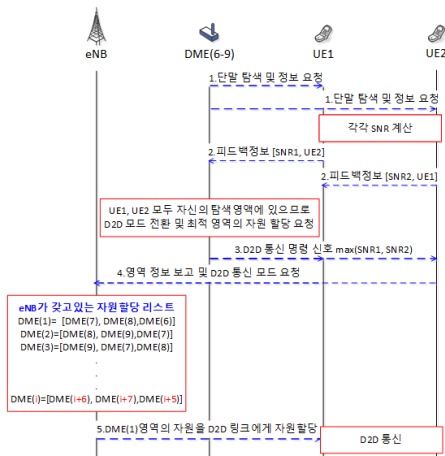 eNB
DME(6-9)
UE1
UE2
1.단말 탐색 및 정보 요청
1.단말 탐색 및 정보 요청
각각 SNR 계산
2.피드백정보 [SNR1, UE2]
2.피드백정보 [SNR2, UE1]
UE1, UE2 모두 자신의 탐색영액에 있으므로
D2D 모드 전환 및 최적 영역의 자원 할당 요청
3.D2D 통신 명령 신호 max(SNR1, SNR2)
4.영역 정보 보고 및 D2D 통신 모드 요청
eNB가 갖고있는 자원할당 리스트
DME(1)= [DME(7), DME(8),DME(6)]
DME(2)=[DME(8), DME(9),DME(7)]
DME(3)=[DME(9), DME(7),DME(8)]
.
.
.
DME(i)=[DME(i+6), DME(i+7),DME(i+5)]
5.DME(1)영역의 자원을 D2D 링크에게 자원할당
D2D 통신